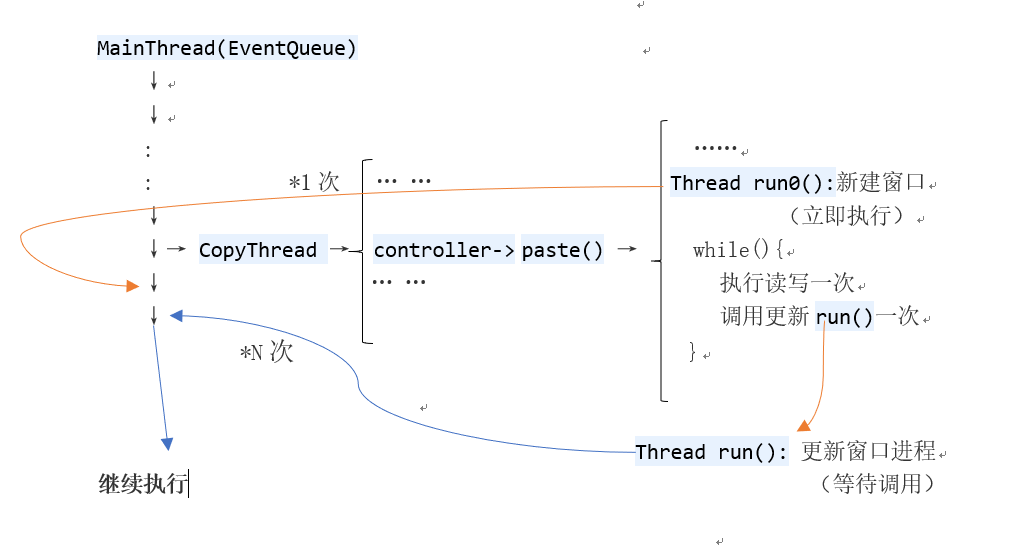 MainThread(EventQueue)
↓
↓
:
:
*1 次
↓
↓ → CopyThread →
↓
↓
*N 次
继续执行
… …
controller-> paste() →
… …
……
Thread run0():新建窗口
（立即执行）
while(){
执行读写一次
调用更新 run()一次
}
Thread run(): 更新窗口进程
（等待调用）